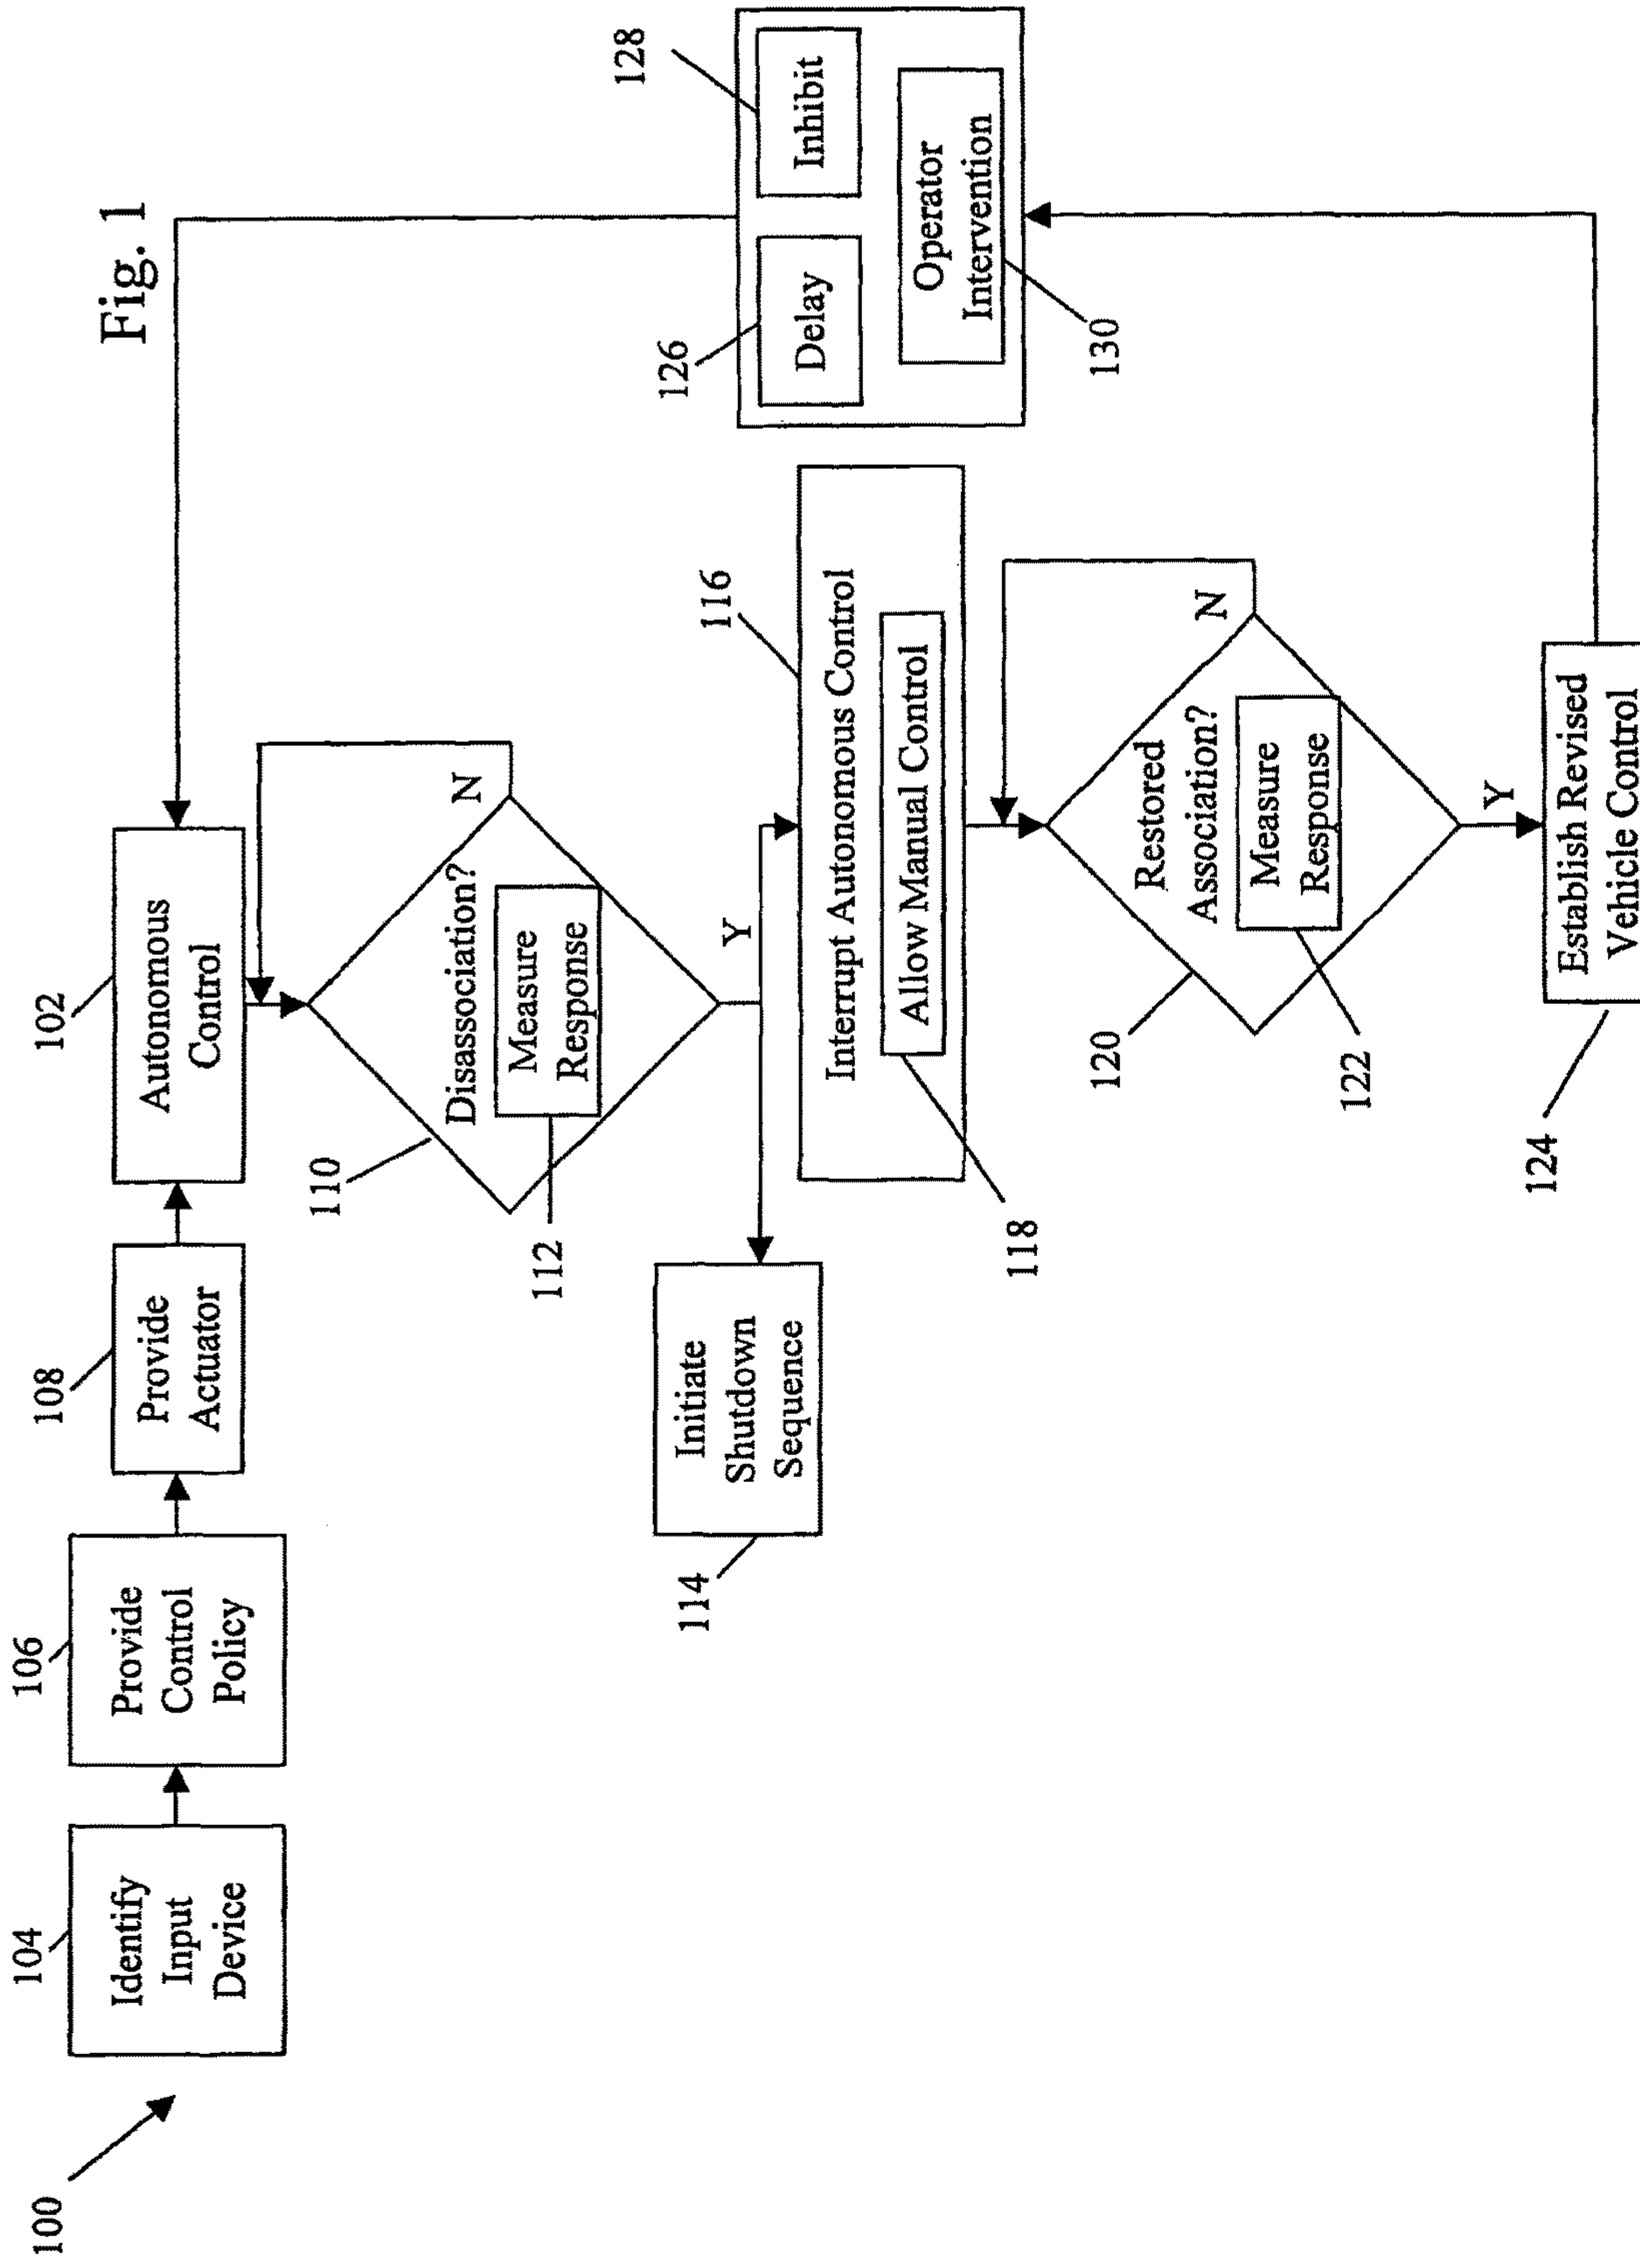 Fig. 1
100
104
Identify
Input
Device
106
Provide
Control
Policy
108
Provide
Actuator
102
Autonomous
Control
110
Disassociation?
N
112
Measure
Response
Y
114
Initiate
Shutdown
Sequence
116
Interrupt Autonomous Control
118
Allow Manual Control
120
Restored
Association?
N
122
Measure
Response
Y
124
Establish Revised
Vehicle Control
126
Delay
128
Inhibit
130
Operator
Intervention